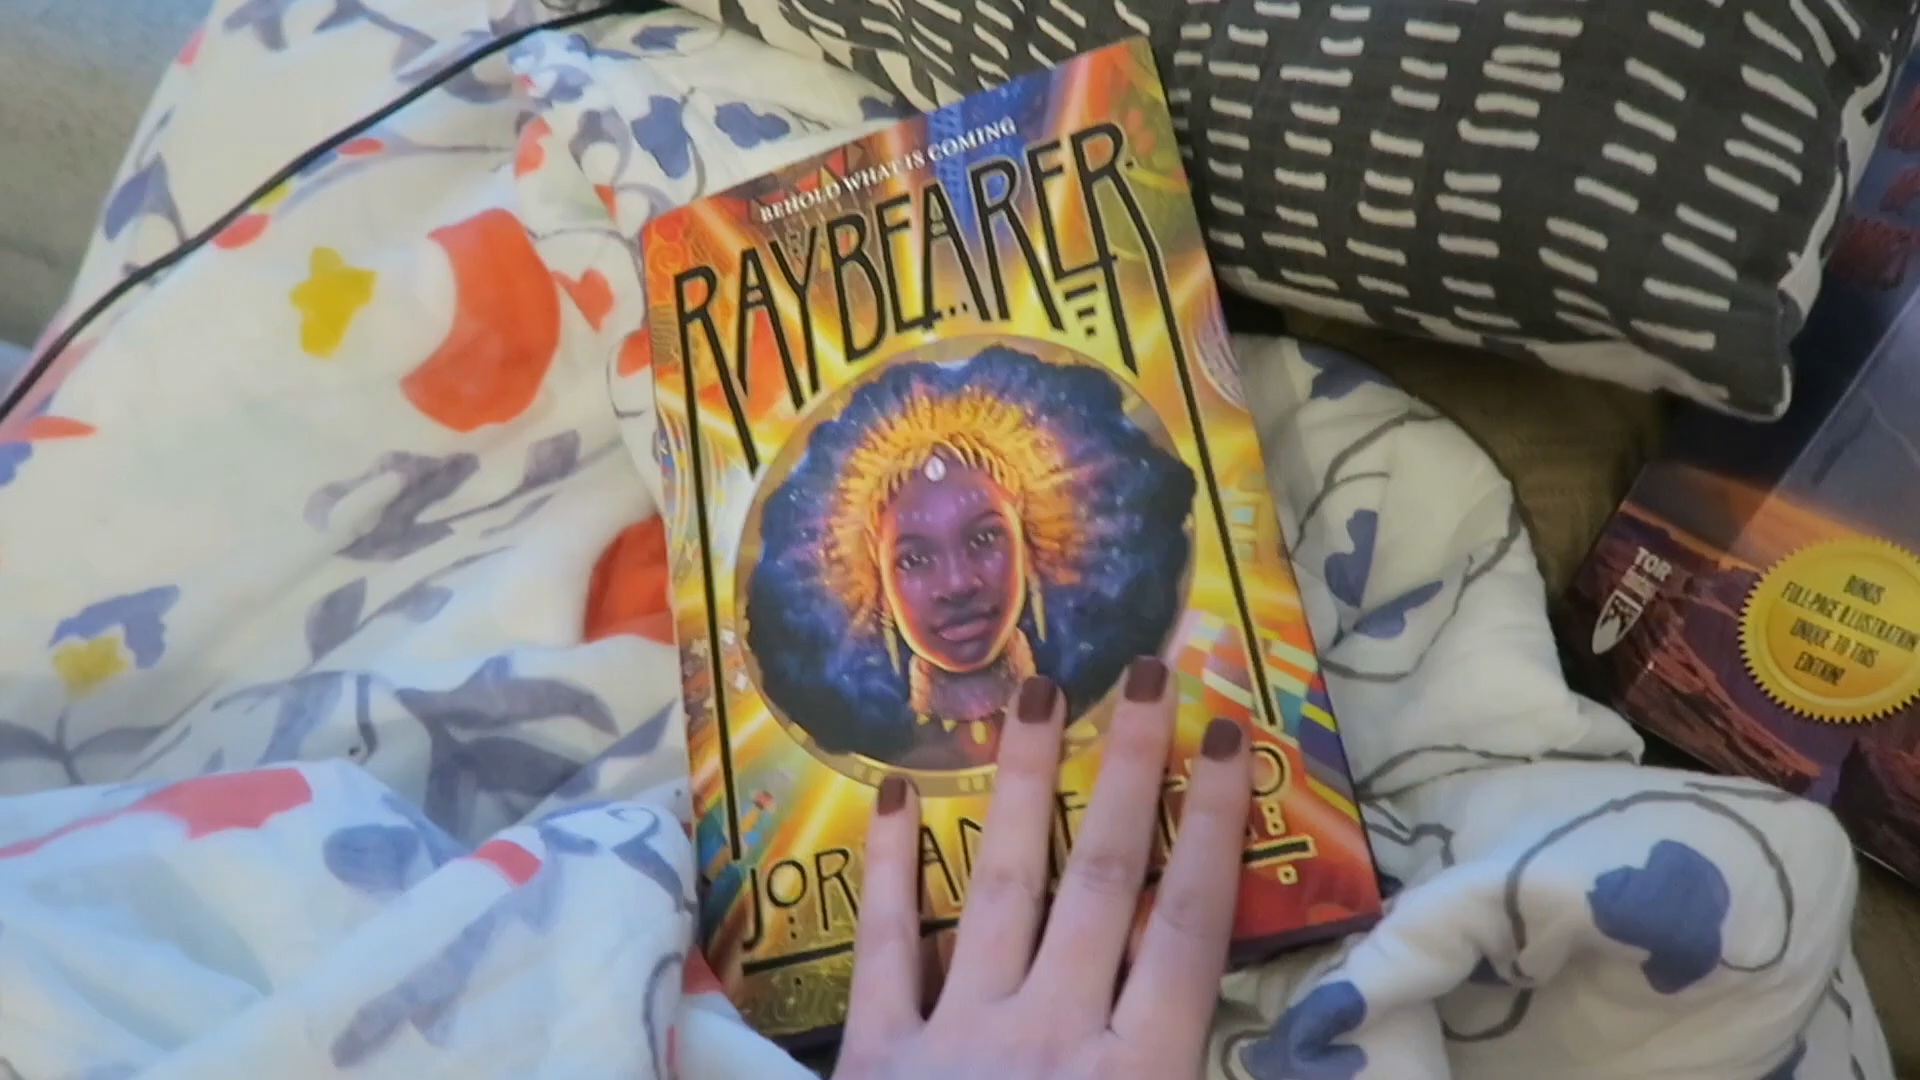 BEHOLD WHAT IS COMING
RAYBEARER
TOR
BONUS
FULL-PAGE ILLUSTRATION
UNIQUE TO THIS
EDITION!